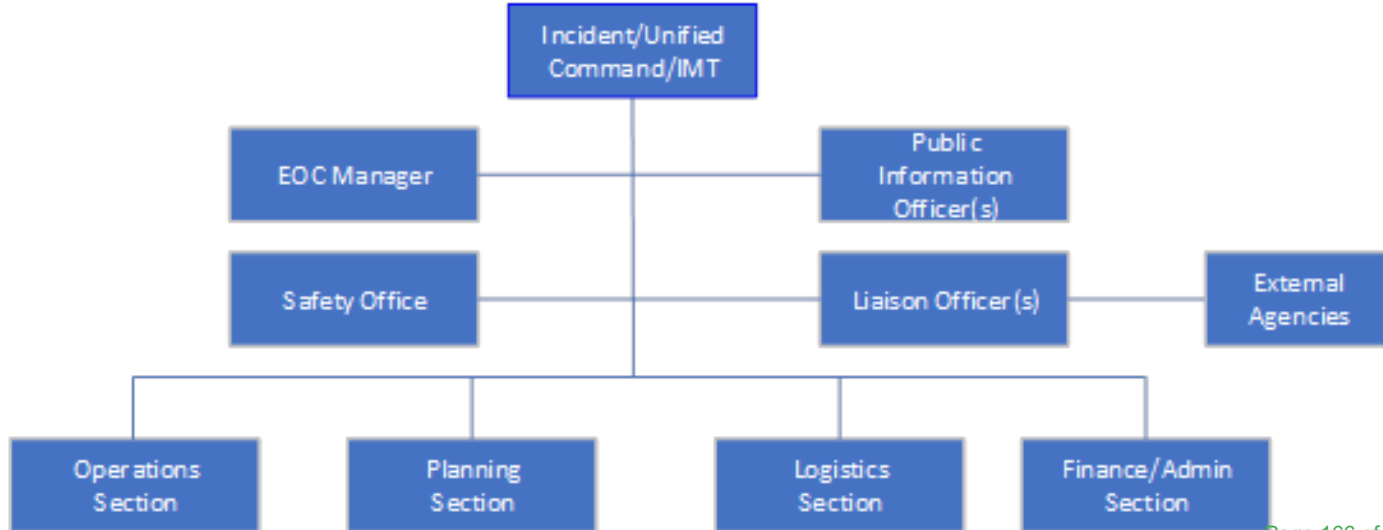 Incident/Unified
Command/IMT
EOC Manager
Public
Information
Officer(s)
Safety Office
Liaison Officer(s)
External
Agencies
Operations
Section
Planning
Section
Logistics
Section
Finance/Admin
Section